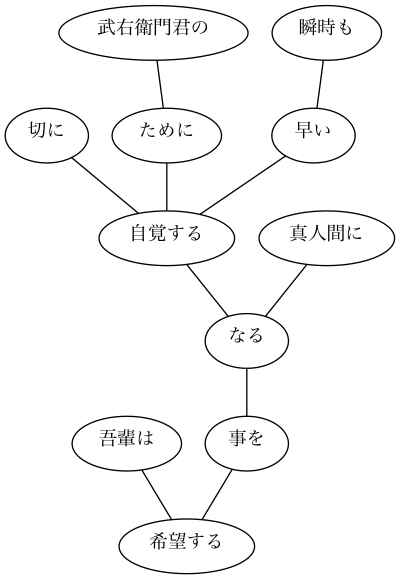 武右衛門君の
瞬時も
切に
ために
早い
自覚する
真人間に
なる
吾輩は
事を
希望する